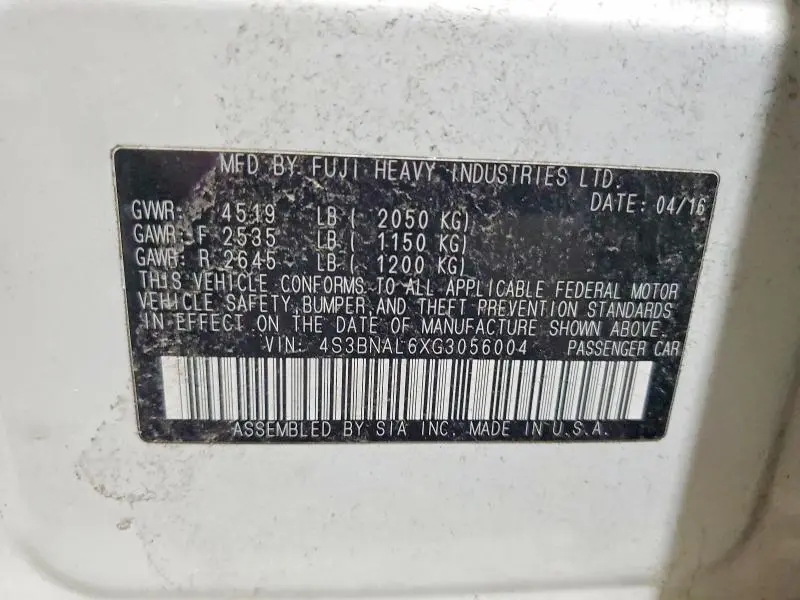 MFD BY FUJI HEAVY INDUSTRIES LTD.
DATE: 04/16
GVWR: 4519 LB ( 2050 KG)
GAWR: F 2535 LB ( 1150 KG)
GAWR: R 2645 LB ( 1200 KG)
THIS VEHICLE CONFORMS TO ALL APPLICABLE FEDERAL MOTOR
VEHICLE SAFETY, BUMPER, AND THEFT PREVENTION STANDARDS
IN EFFECT ON THE DATE OF MANUFACTURE SHOWN ABOVE.
VIN: 4S3BNAL6XG3056004 PASSENGER CAR
ASSEMBLED BY SIA INC. MADE IN U.S.A.